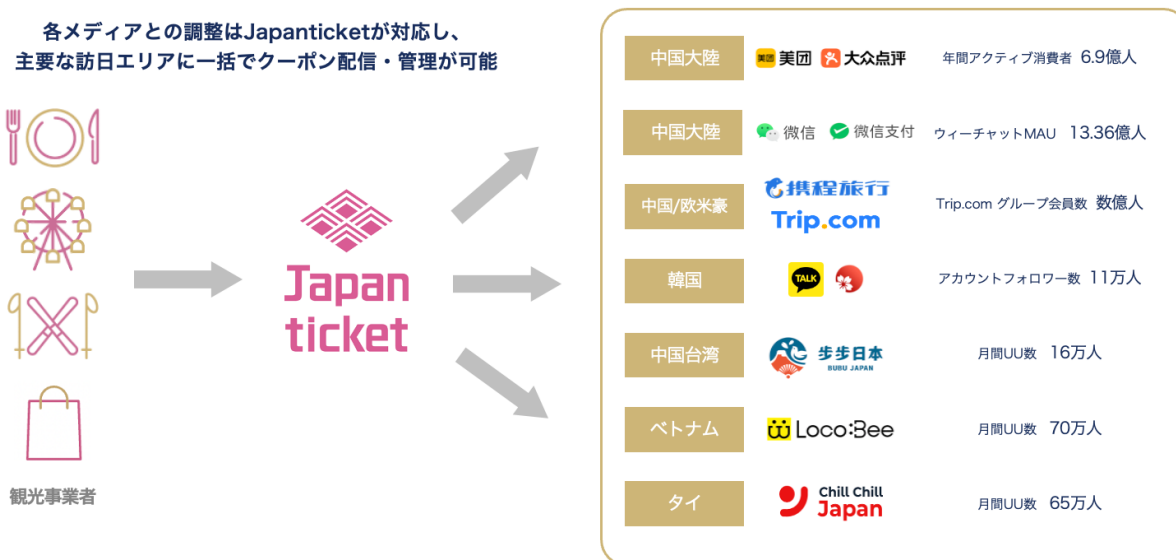 各メディアとの調整はJapanticketが対応し、
主要な訪日エリアに一括でクーポン配信・管理が可能
観光事業者
Japan
ticket
中国大陸 美団 美团 大众点评 年間アクティブ消費者 6.9億人
中国大陸 微信 微信支付 ウィーチャットMAU 13.36億人
中国/欧米豪 携程旅行 Trip.com Trip.com グループ会員数 数億人
韓国 TALK アカウントフォロワー数 11万人
中国台湾 步步日本 BUBU JAPAN 月間UU数 16万人
ベトナム Loco:Bee 月間UU数 70万人
タイ Chill Chill Japan 月間UU数 65万人